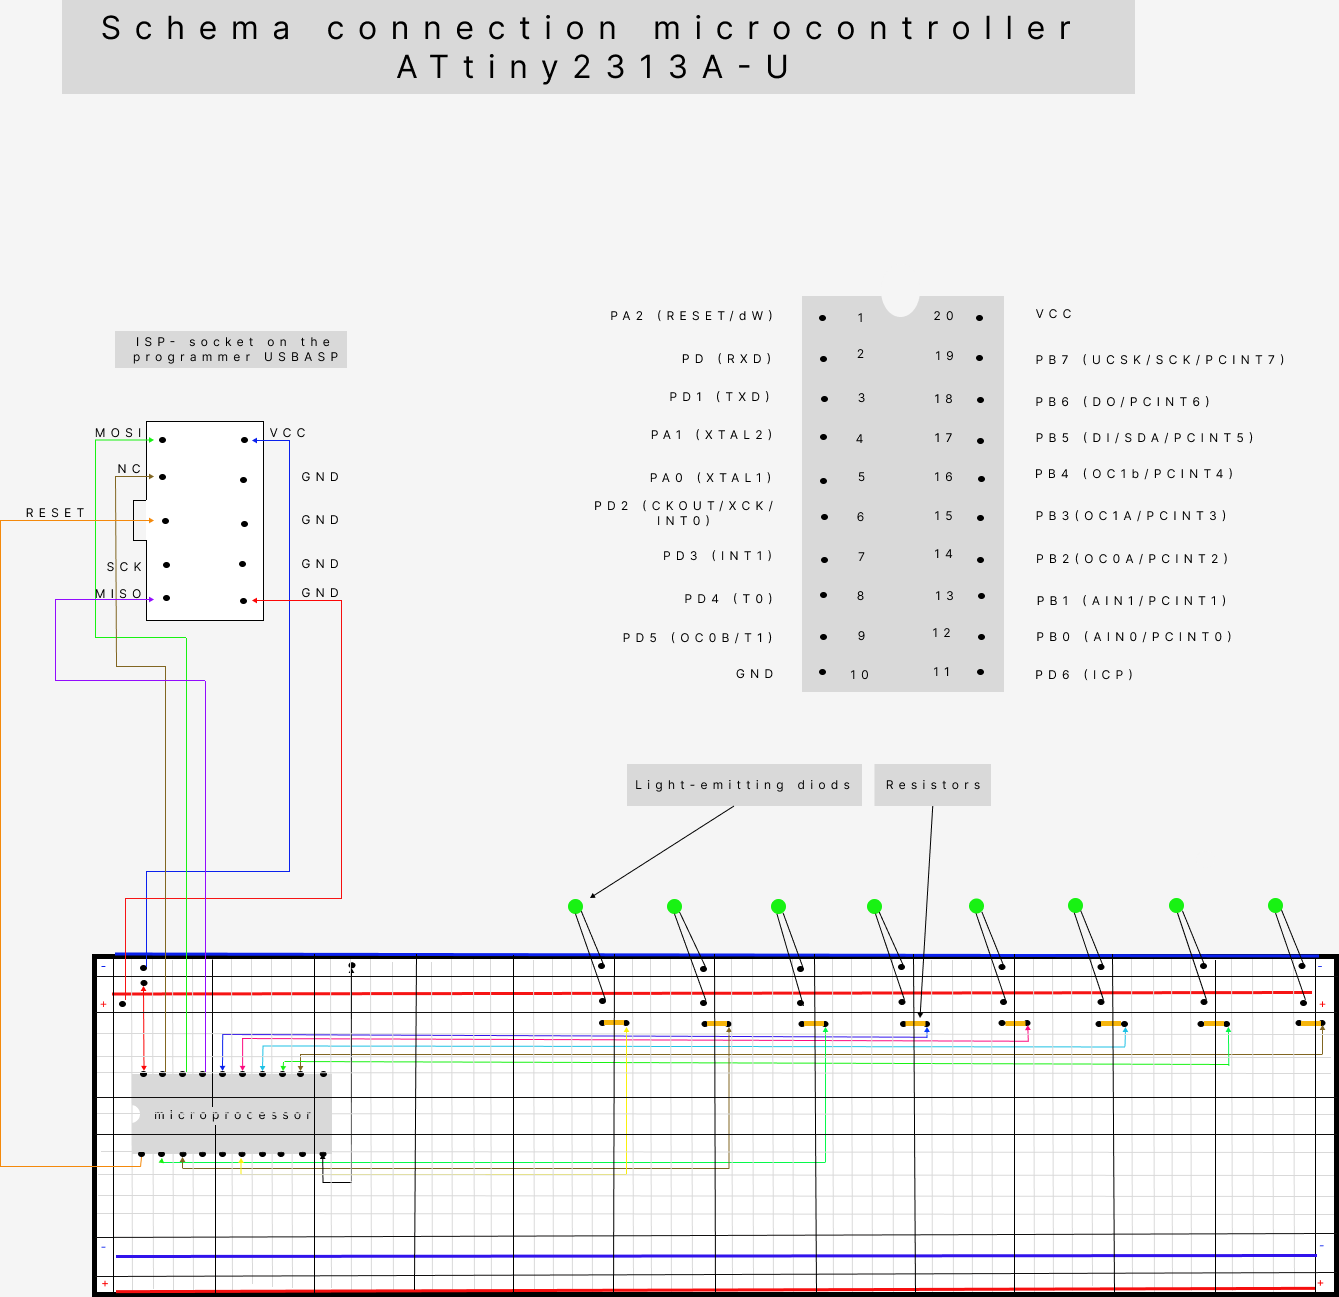 Schema connection microcontroller
ATtiny2313A-U
PA2 (RESET/dW)
1
20
VCC
ISP- socket on the
programmer USBASP
PD (RXD)
2
19
PB7 (UCSK/SCK/PCINT7)
PD1 (TXD)
3
18
PB6 (DO/PCINT6)
MOSI
VCC
PA1 (XTAL2)
4
17
PB5 (DI/SDA/PCINT5)
NC
GND
PA0 (XTAL1)
5
16
PB4 (OC1b/PCINT4)
RESET
GND
PD2 (CKOUT/XCK/
INT0)
6
15
PB3(OC1A/PCINT3)
SCK
GND
PD3 (INT1)
7
14
PB2(OC0A/PCINT2)
MISO
GND
PD4 (T0)
8
13
PB1 (AIN1/PCINT1)
PD5 (OC0B/T1)
9
12
PB0 (AIN0/PCINT0)
GND
10
11
PD6 (ICP)
Light-emitting diods
Resistors
-
-
+
+
microprocessor
-
-
+
+